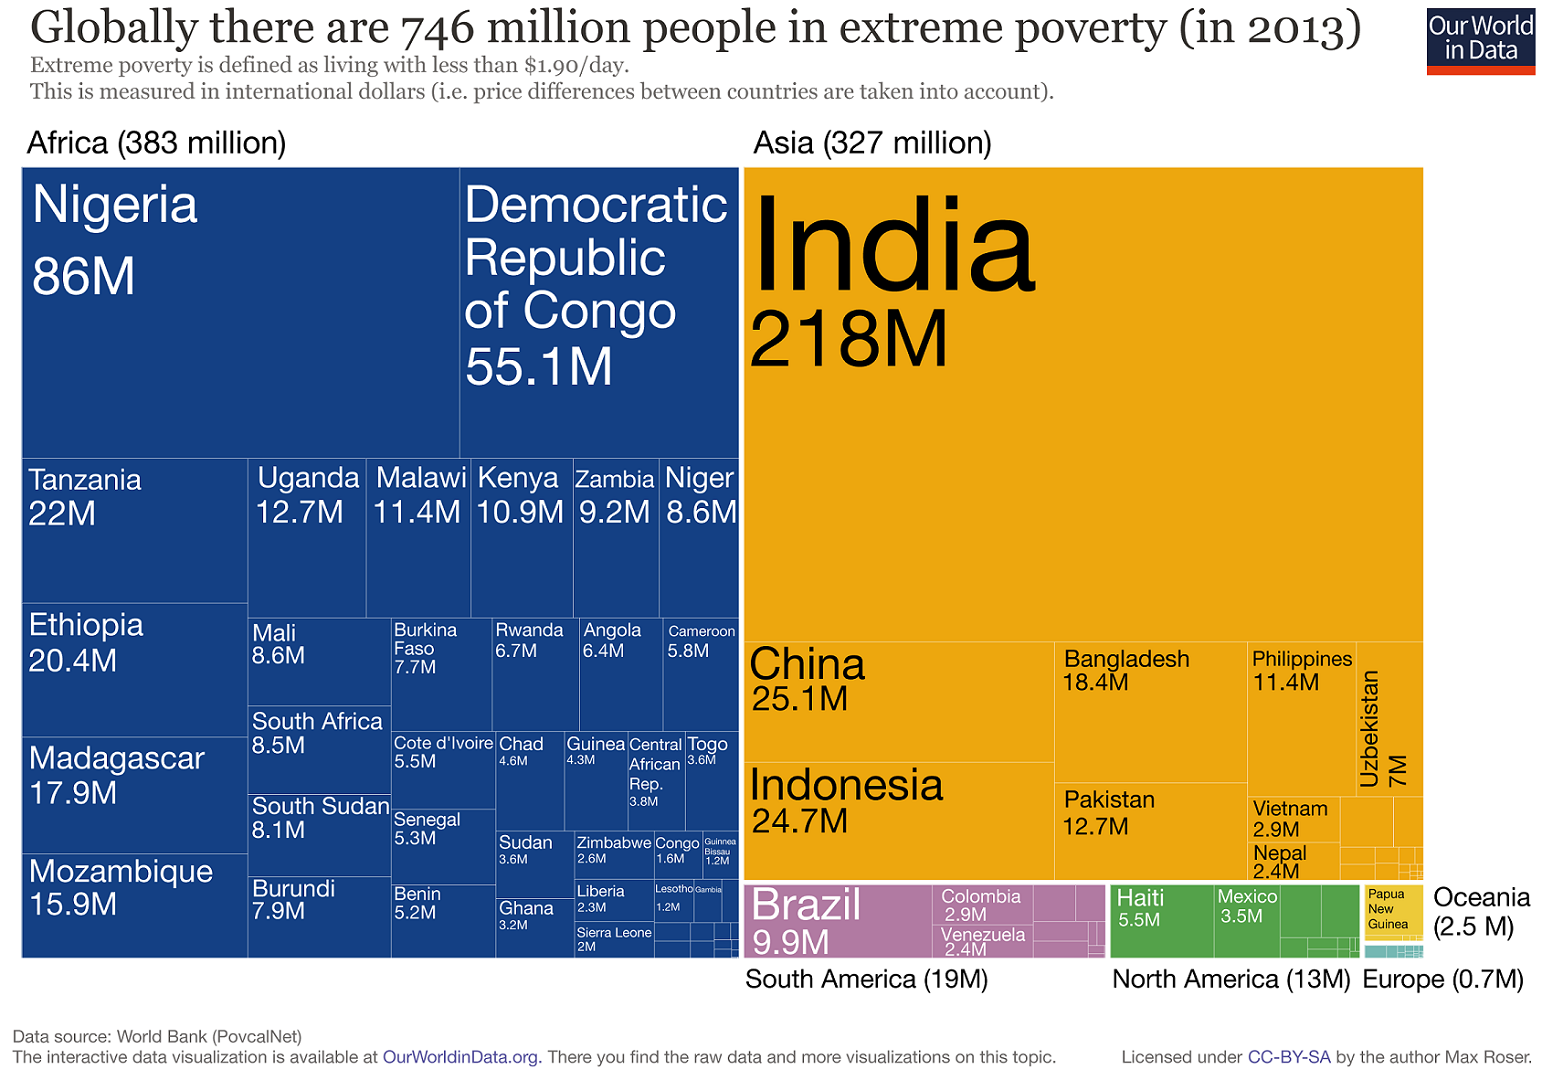 Globally there are 746 million people in extreme poverty (in 2013)
Our World
in Data
Extreme poverty is defined as living with less than $1.90/day.
This is measured in international dollars (i.e. price differences between countries are taken into account).
Africa (383 million)
Nigeria
86M
Democratic
Republic
of Congo
55.1M
Tanzania
22M
Uganda
12.7M
Malawi
11.4M
Kenya
10.9M
Zambia
9.2M
Niger
8.6M
Ethiopia
20.4M
Mali
8.6M
Burkina
Faso
7.7M
Rwanda
6.7M
Angola
6.4M
Cameroon
5.8M
South Africa
8.5M
Madagascar
17.9M
Cote d'Ivoire
5.5M
Chad
4.6M
Guinea
4.3M
Central
African
Rep.
3.8M
Togo
3.6M
South Sudan
8.1M
Senegal
5.3M
Sudan
3.6M
Zimbabwe
2.6M
Congo
1.6M
Guinnea
Bissau
1.2M
Mozambique
15.9M
Burundi
7.9M
Benin
5.2M
Ghana
3.2M
Liberia
2.3M
Lesotho
1.2M
Gambia
Sierra Leone
2M
Asia (327 million)
India
218M
China
25.1M
Indonesia
24.7M
Bangladesh
18.4M
Pakistan
12.7M
Philippines
11.4M
Uzbekistan
7M
Vietnam
2.9M
Nepal
2.4M
Brazil
9.9M
Colombia
2.9M
Venezuela
2.4M
South America (19M)
Haiti
5.5M
Mexico
3.5M
North America (13M)
Papua
New
Guinea
Oceania
(2.5 M)
Europe (0.7M)
Data source: World Bank (PovcalNet)
The interactive data visualization is available at OurWorldinData.org. There you find the raw data and more visualizations on this topic.
Licensed under CC-BY-SA by the author Max Roser.